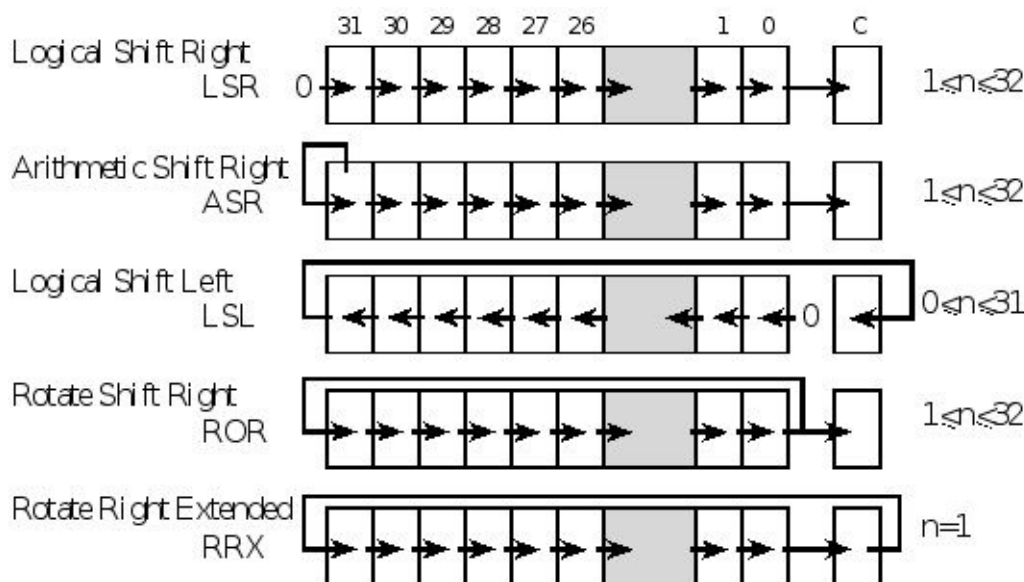 31 30 29 28 27 26 1 0 C
Logical Shift Right
LSR 0 1≤n≤32
Arithmetic Shift Right
ASR 1≤n≤32
Logical Shift Left
LSL 0 0≤n≤31
Rotate Shift Right
ROR 1≤n≤32
Rotate Right Extended
RRX n=1